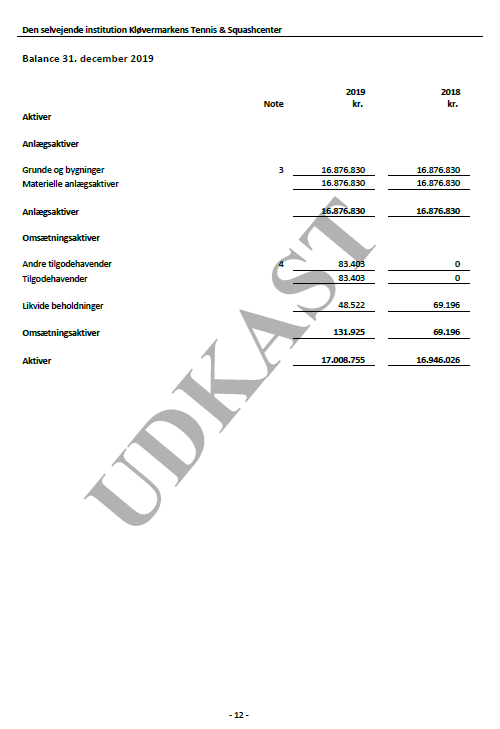 Den selvejende institution Kløvermarkens Tennis & Squashcenter
Balance 31. december 2019
2019 2018
Note kr. kr.
Aktiver
Anlægsaktiver
Grunde og bygninger 3 16.876.830 16.876.830
Materielle anlægsaktiver 16.876.830 16.876.830
Anlægsaktiver 16.876.830 16.876.830
Omsætningsaktiver
Andre tilgodehavender 4 83.403 0
Tilgodehavender 83.403 0
Likvide beholdninger 48.522 69.196
Omsætningsaktiver 131.925 69.196
Aktiver 17.008.755 16.946.026
UDKAST
- 12 -